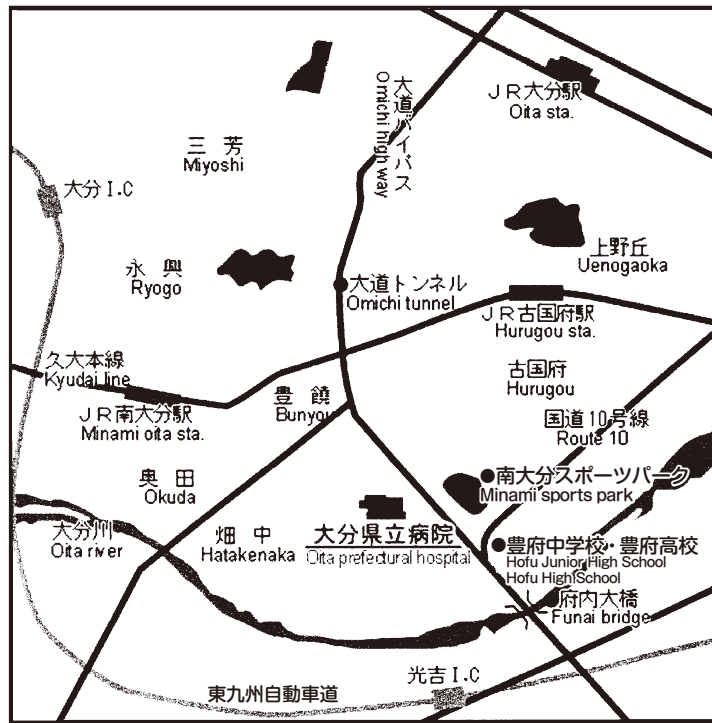 ＪＲ大分駅
Oita sta.
大道バイパス
Omichi high way
三 芳
Miyoshi
大分 I.C
上野丘
Uenogaoka
永 興
Ryogo
大道トンネル
Omichi tunnel
ＪＲ古国府駅
Hurugou sta.
久大本線
Kyudai line
古国府
Hurugou
豊 饒
Bunyou
ＪＲ南大分駅
Minami oita sta.
国道10号線
Route 10
奥 田
Okuda
●南大分スポーツパーク
Minami sports park
大分川
Oita river
畑 中
Hatakenaka
大分県立病院
Oita prefectural hospital
●豊府中学校・豊府高校
Hofu Junior High School
Hofu High School
●府内大橋
Funai bridge
光吉 I.C
東九州自動車道